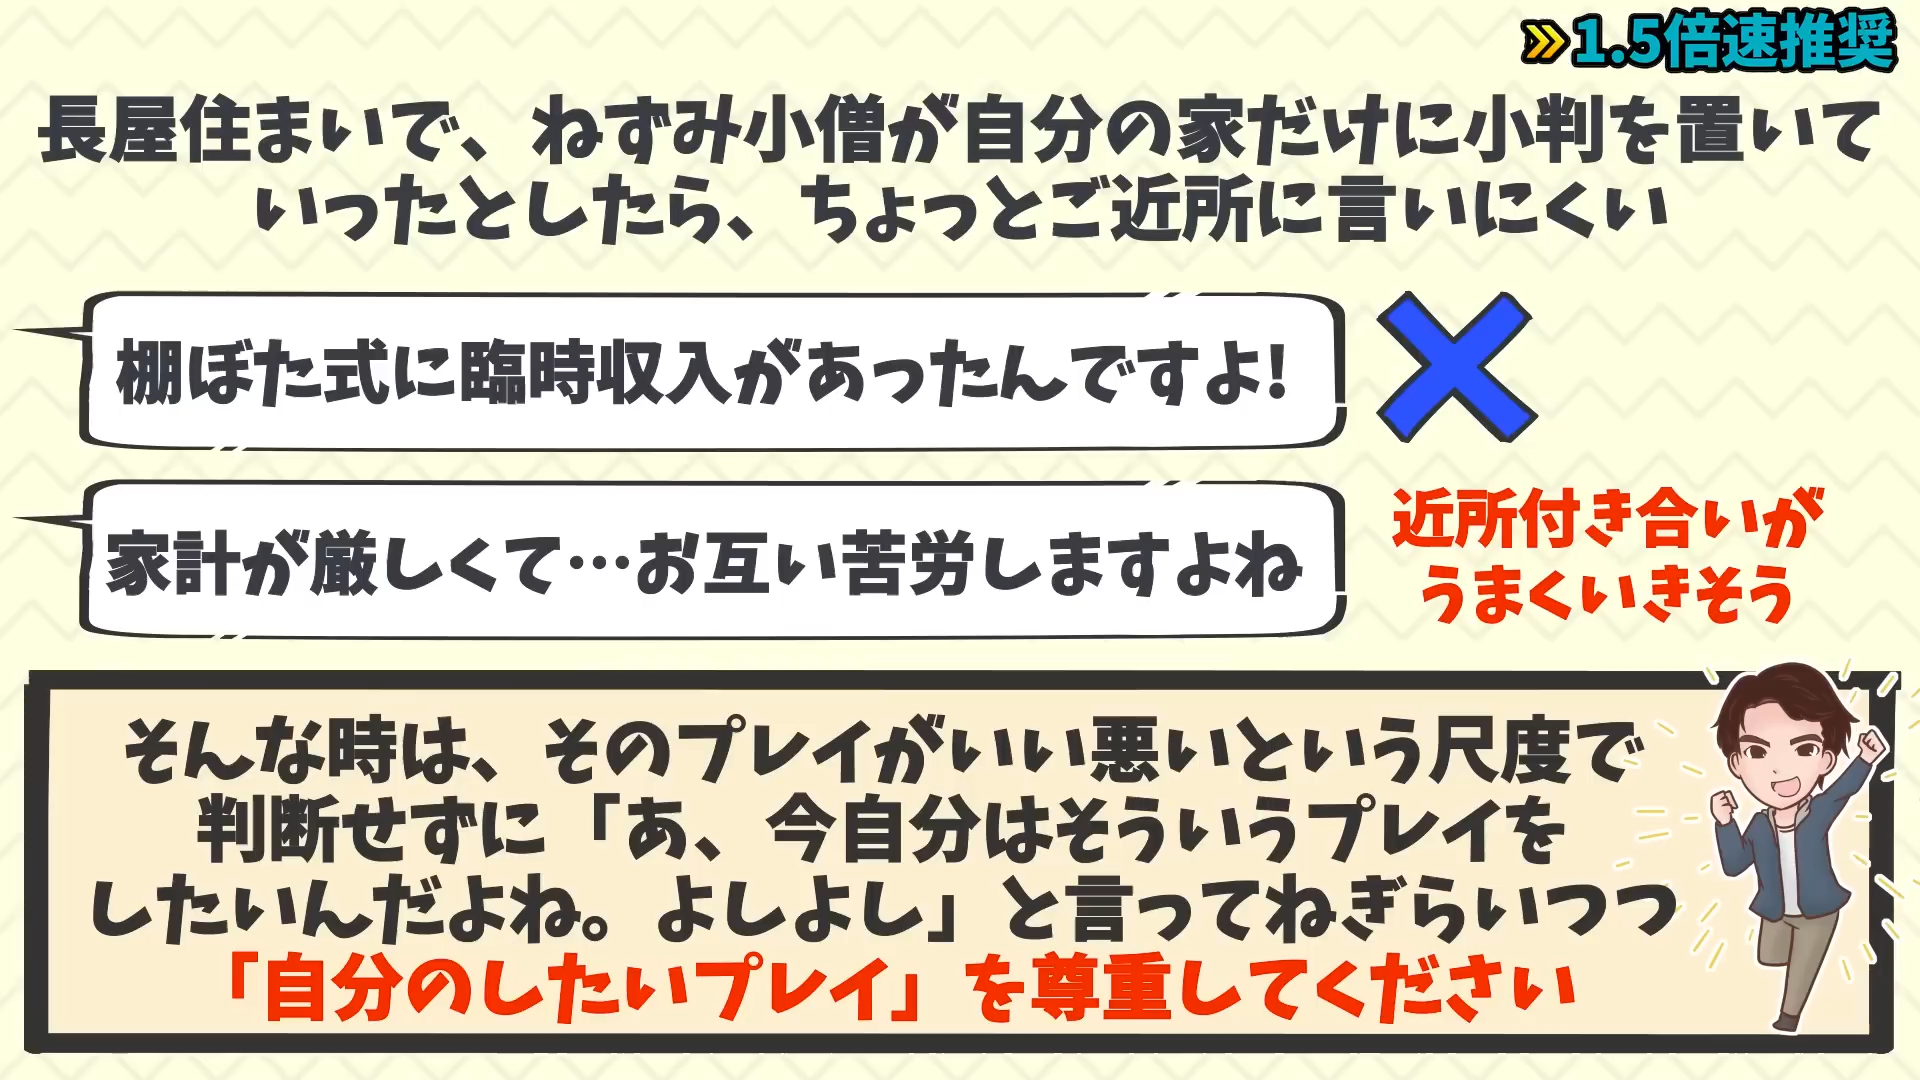 1.5倍速推奨
長屋住まいで、ねずみ小僧が自分の家だけに小判を置いて
いったとしたら、ちょっとご近所に言いにくい
棚ぼた式に臨時収入があったんですよ!
家計が厳しくて…お互い苦労しますよね
近所付き合いが
うまくいきそう
そんな時は、そのプレイがいい悪いという尺度で
判断せずに「あ、今自分はそういうプレイを
したいんだよね。よしよし」と言ってねぎらいつつ
「自分のしたいプレイ」を尊重してください